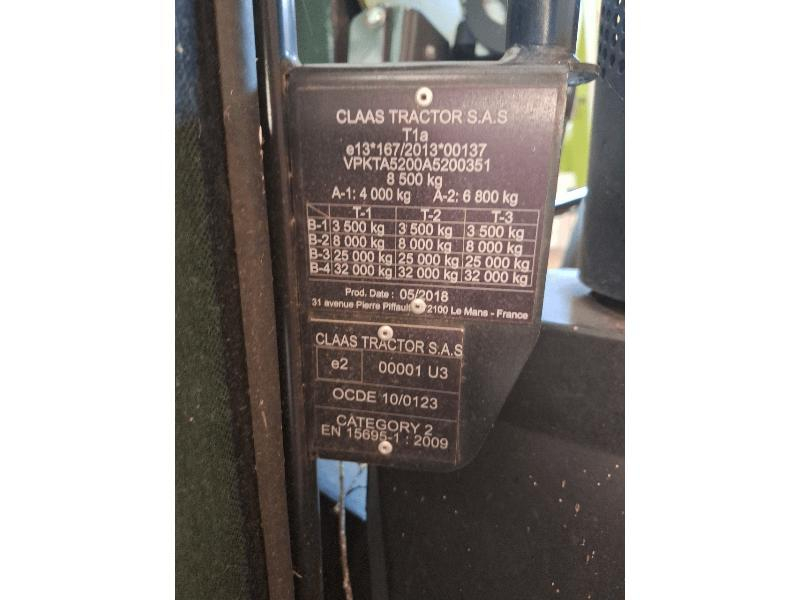 CLAAS TRACTOR S.A.S
T1a
e13*167/2013*00137
VPKTA5200A5200351
8 500 kg
A-1: 4 000 kg A-2: 6 800 kg
T-1 T-2 T-3
B-1 3 500 kg 3 500 kg 3 500 kg
B-2 8 000 kg 8 000 kg 8 000 kg
B-3 25 000 kg 25 000 kg 25 000 kg
B-4 32 000 kg 32 000 kg 32 000 kg
Prod. Date : 05/2018
31 avenue Pierre Le Mans - France
CLAAS TRACTOR S.A.S
e2 00001 U3
OCDE 10/0123
CATEGORY 2
EN 15695-1 : 2009